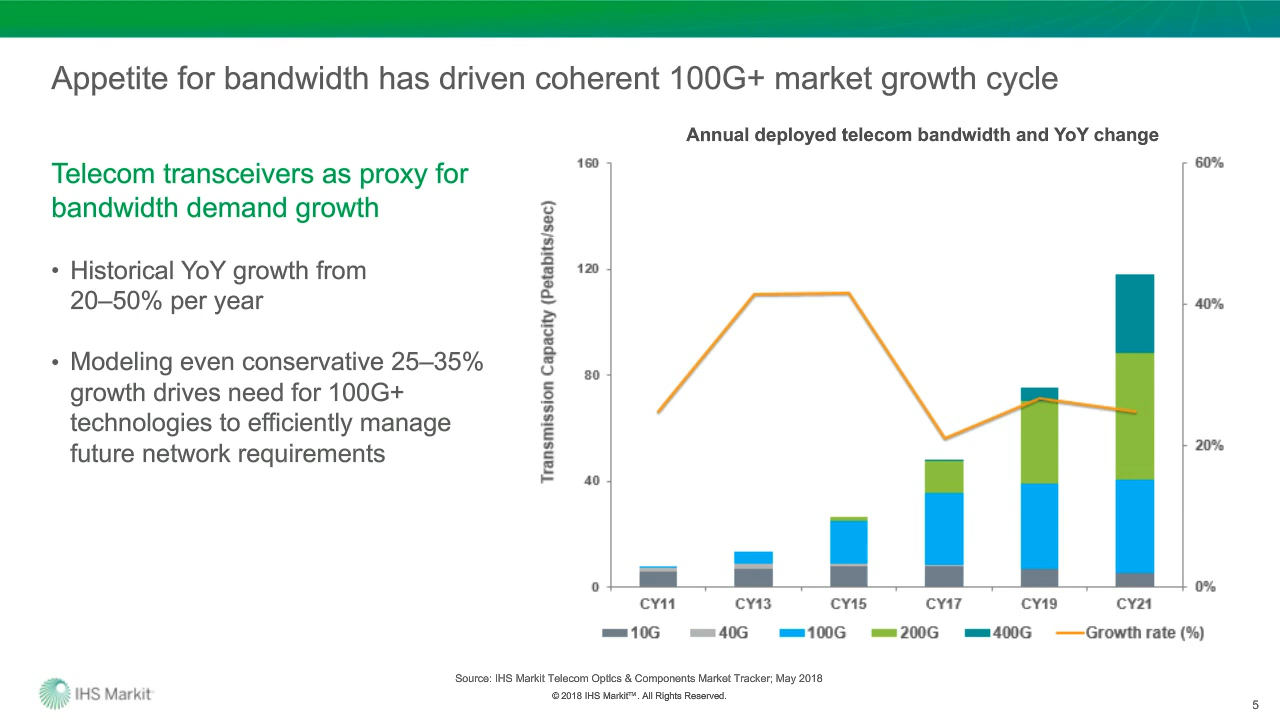 Appetite for bandwidth has driven coherent 100G+ market growth cycle
Telecom transceivers as proxy for
bandwidth demand growth
• Historical YoY growth from
20–50% per year
• Modeling even conservative 25–35%
growth drives need for 100G+
technologies to efficiently manage
future network requirements
Annual deployed telecom bandwidth and YoY change
Transmission Capacity (Petabits/sec)
160
120
80
40
0
60%
40%
20%
0%
CY11 CY13 CY15 CY17 CY19 CY21
10G 40G 100G 200G 400G Growth rate (%)
Source: IHS Markit Telecom Optics & Components Market Tracker; May 2018
© 2018 IHS Markit™. All Rights Reserved.
IHS Markit
5